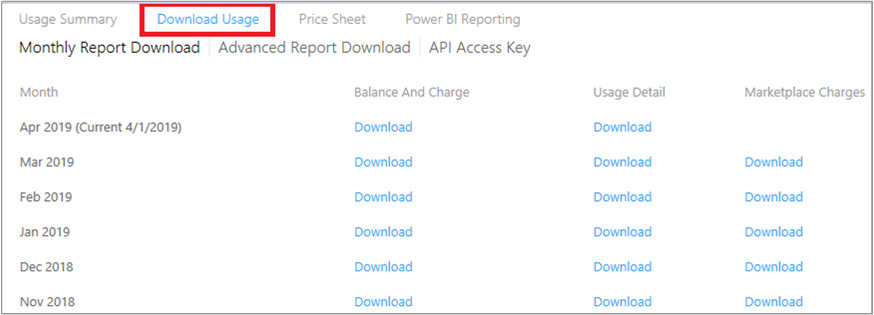 Usage Summary Download Usage Price Sheet Power BI Reporting
Monthly Report Download Advanced Report Download API Access Key
Month Balance And Charge Usage Detail Marketplace Charges
Apr 2019 (Current 4/1/2019) Download Download
Mar 2019 Download Download Download
Feb 2019 Download Download Download
Jan 2019 Download Download Download
Dec 2018 Download Download Download
Nov 2018 Download Download Download